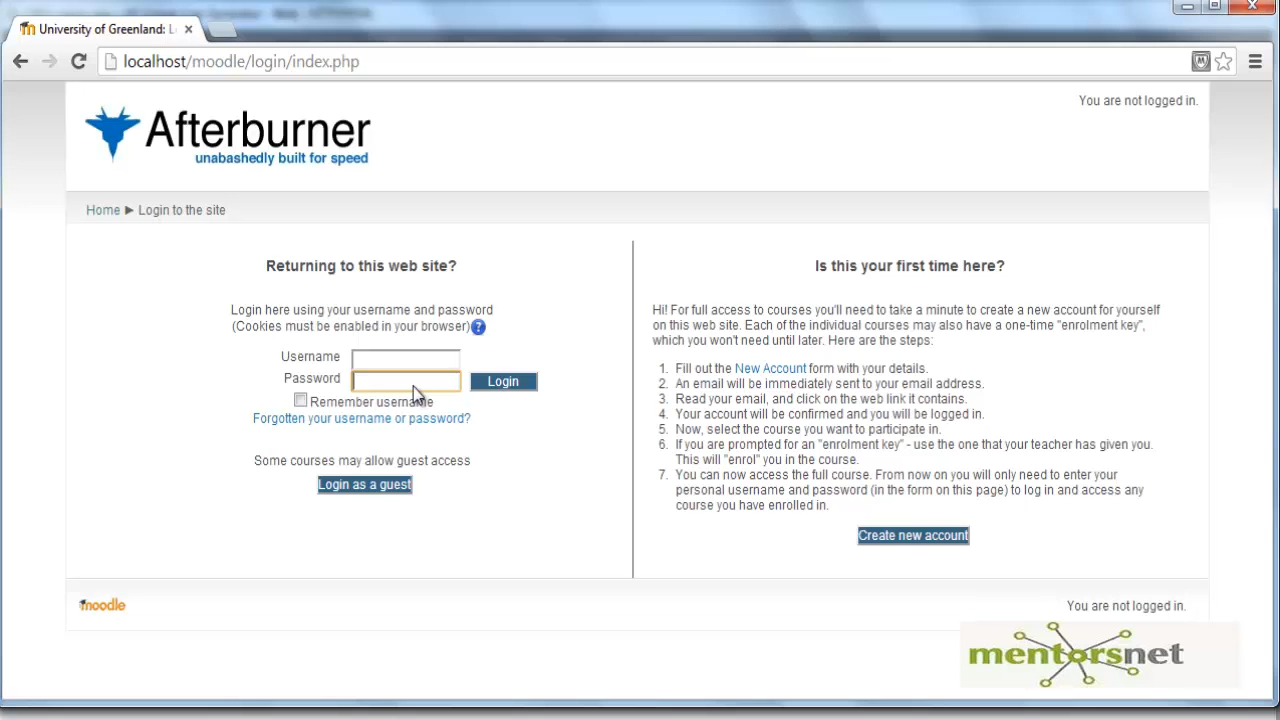 University of Greenland: L
localhost/moodle/login/index.php
You are not logged in.
Afterburner
unabashedly built for speed
Home ► Login to the site
Returning to this web site?
Login here using your username and password
(Cookies must be enabled in your browser)
?
Username
Password
Login
Remember username
Forgotten your username or password?
Some courses may allow guest access
Login as a guest
Is this your first time here?
Hi! For full access to courses you'll need to take a minute to create a new account for yourself
on this web site. Each of the individual courses may also have a one-time "enrolment key",
which you won't need until later. Here are the steps:
1. Fill out the New Account form with your details.
2. An email will be immediately sent to your email address.
3. Read your email, and click on the web link it contains.
4. Your account will be confirmed and you will be logged in.
5. Now, select the course you want to participate in.
6. If you are prompted for an "enrolment key" - use the one that your teacher has given you.
This will "enrol" you in the course.
7. You can now access the full course. From now on you will only need to enter your
personal username and password (in the form on this page) to log in and access any
course you have enrolled in.
Create new account
moodle
You are not logged in.
mentorsnet